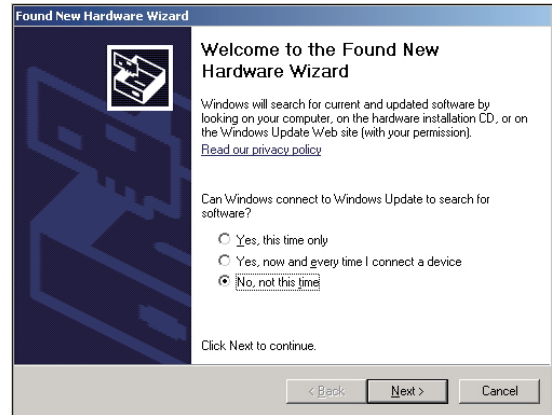 Found New Hardware Wizard
Welcome to the Found New
Hardware Wizard
Windows will search for current and updated software by
looking on your computer, on the hardware installation CD, or on
the Windows Update Web site (with your permission).
Read our privacy policy
Can Windows connect to Windows Update to search for
software?
Yes, this time only
Yes, now and every time I connect a device
No, not this time
Click Next to continue.
< Back Next > Cancel